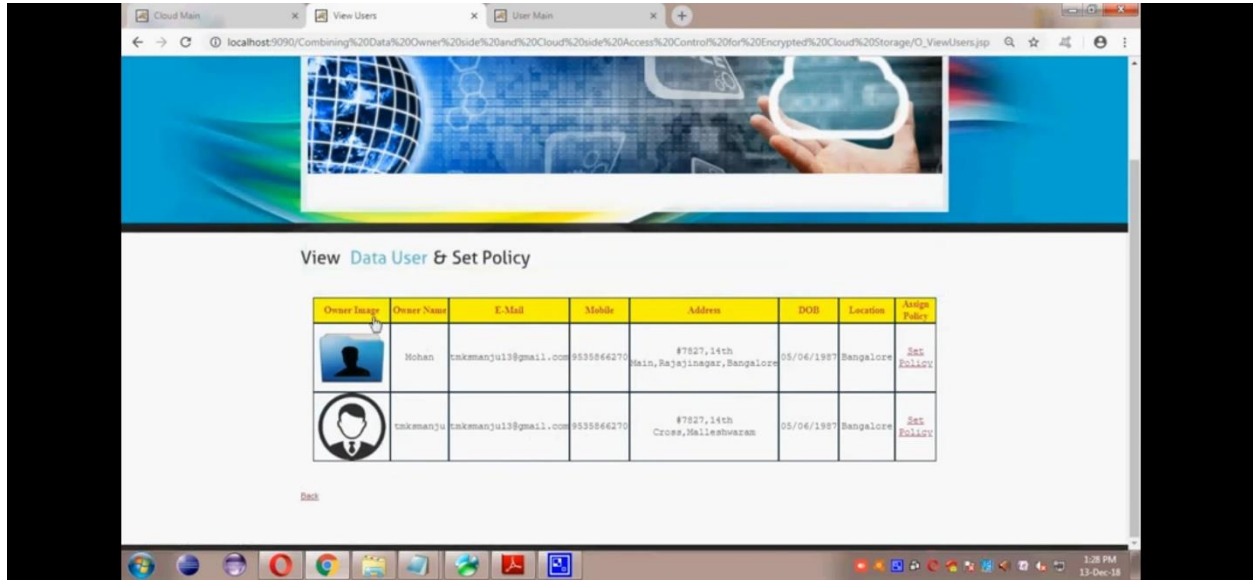 Cloud Main
View Users
User Main
localhost:9090/Combining%20Data%20Owner%20side%20and%20Cloud%20side%20Access%20Control%20for%20Encrypted%20Cloud%20Storage/O_ViewUsers.jsp
View Data User & Set Policy
Owner Image Owner Name E-Mail Mobile Address DOB Location Assign Policy
Mohan tmksmanju13@gmail.com 9535866270 #7827,14th Main,Rajajinagar,Bangalore 05/06/1987 Bangalore Set Policy
tmksmanju tmksmanju13@gmail.com 9535866270 #7827,14th Cross,Malleshwaram 05/06/1987 Bangalore Set Policy
Back
1:28 PM
13-Dec-18